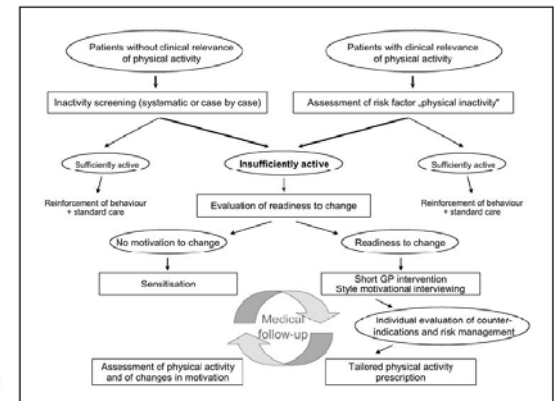 Patients without clinical relevance
of physical activity
Patients with clinical relevance
of physical activity
Inactivity screening (systematic or case by case)
Assessment of risk factor „physical inactivity"
Sufficiently active
Insufficiently active
Sufficiently active
Reinforcement of behaviour
+ standard care
Evaluation of readiness to change
Reinforcement of behaviour
+ standard care
No motivation to change
Readiness to change
Sensitisation
Short GP intervention
Style motivational interviewing
Medical
follow-up
Individual evaluation of counter-
indications and risk management
Assessment of physical activity
and of changes in motivation
Tailored physical activity
prescription